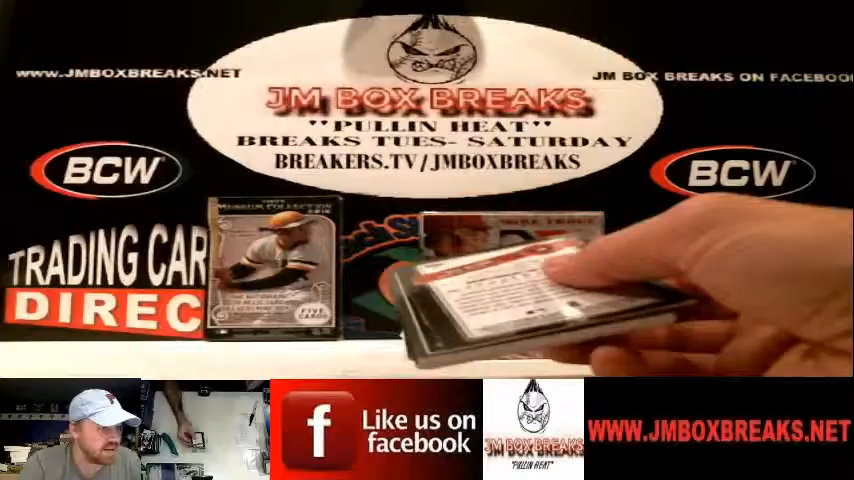 WWW.JMBOXBREAKS.NET
JM BOX BREAKS ON FACEBOOK
JM BOX BREAKS
"PULLIN HEAT"
BREAKS TUES- SATURDAY
BREAKERS.TV/JMBOXBREAKS
BCW
BCW
TRADING CAR
DIREC
MUSEUM COLLECTION
FIVE
CARDS
MIKE TROUT
f
Like us on
facebook
JM BOX BREAKS
"PULLIN HEAT"
WWW.JMBOXBREAKS.NET